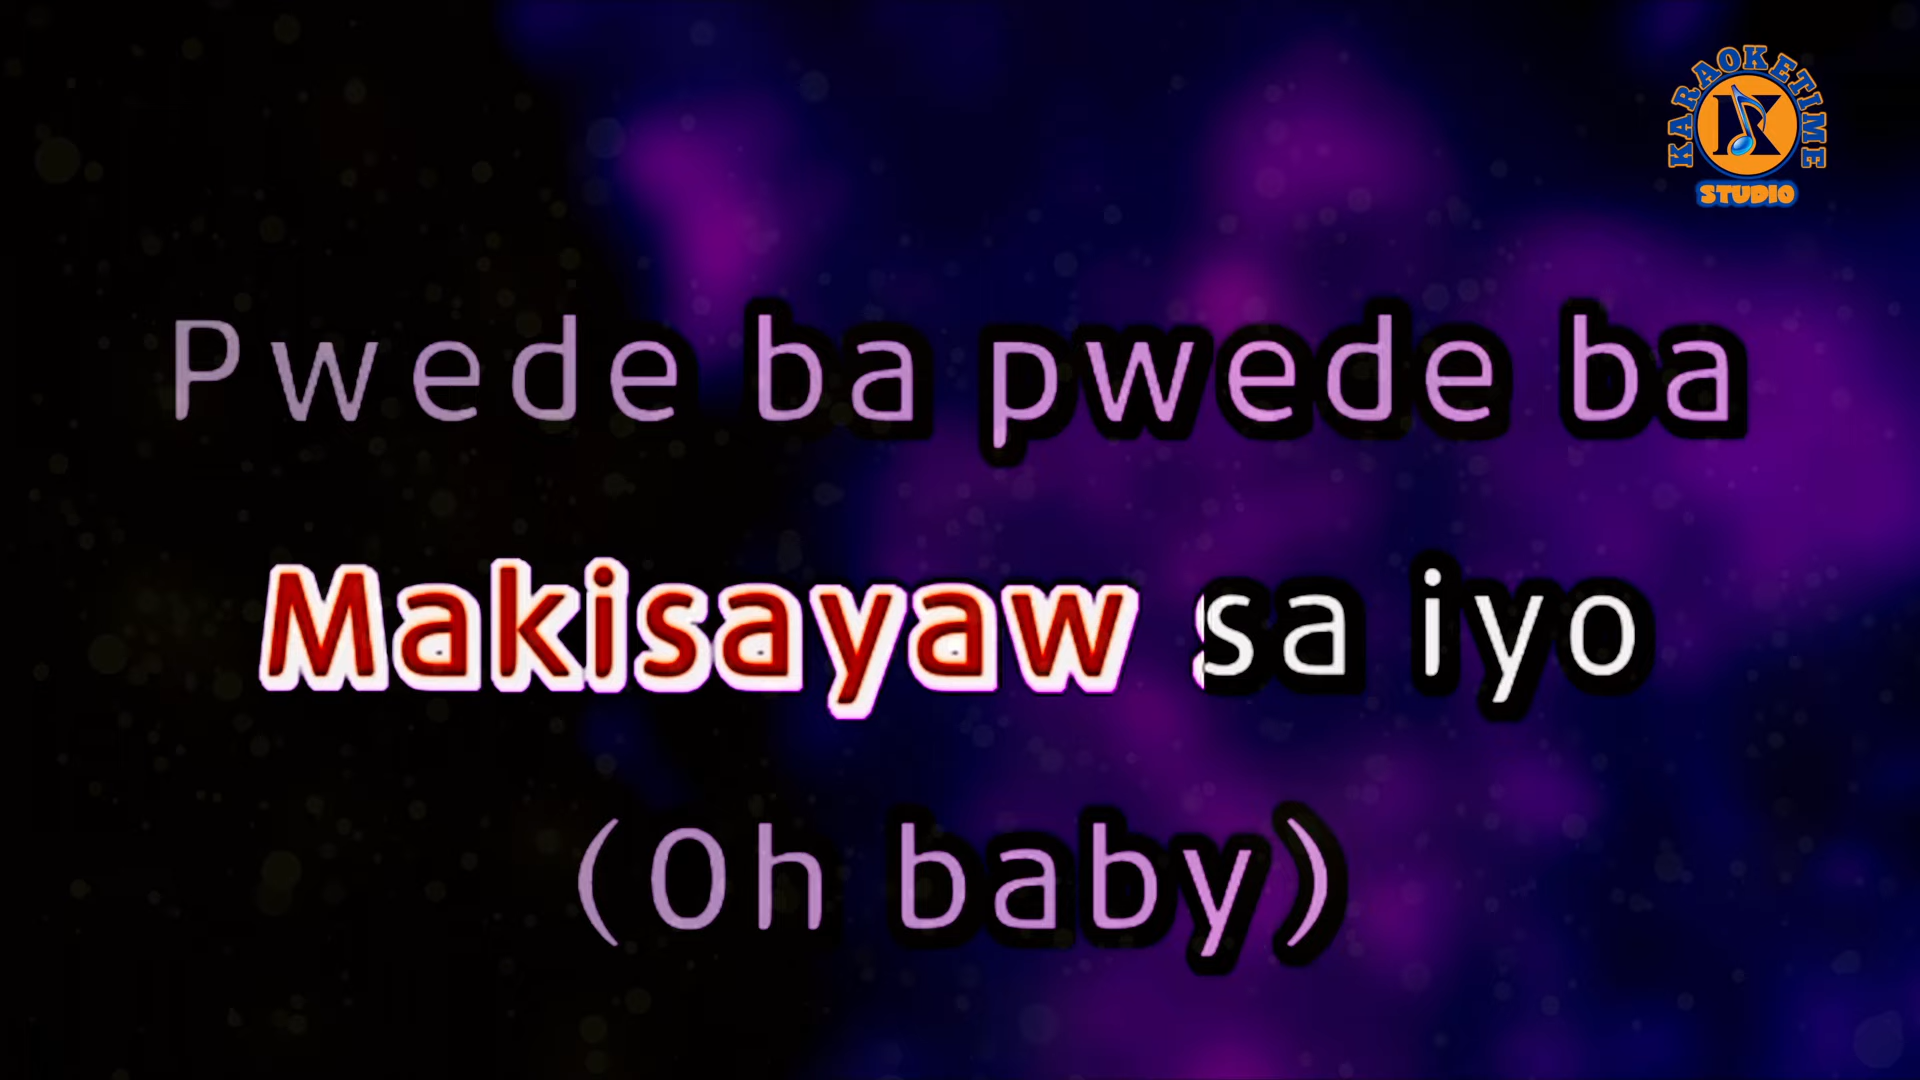 KARAOKETIME
K
STUDIO
Pwede ba pwede ba
Makisayaw sa iyo
(Oh baby)